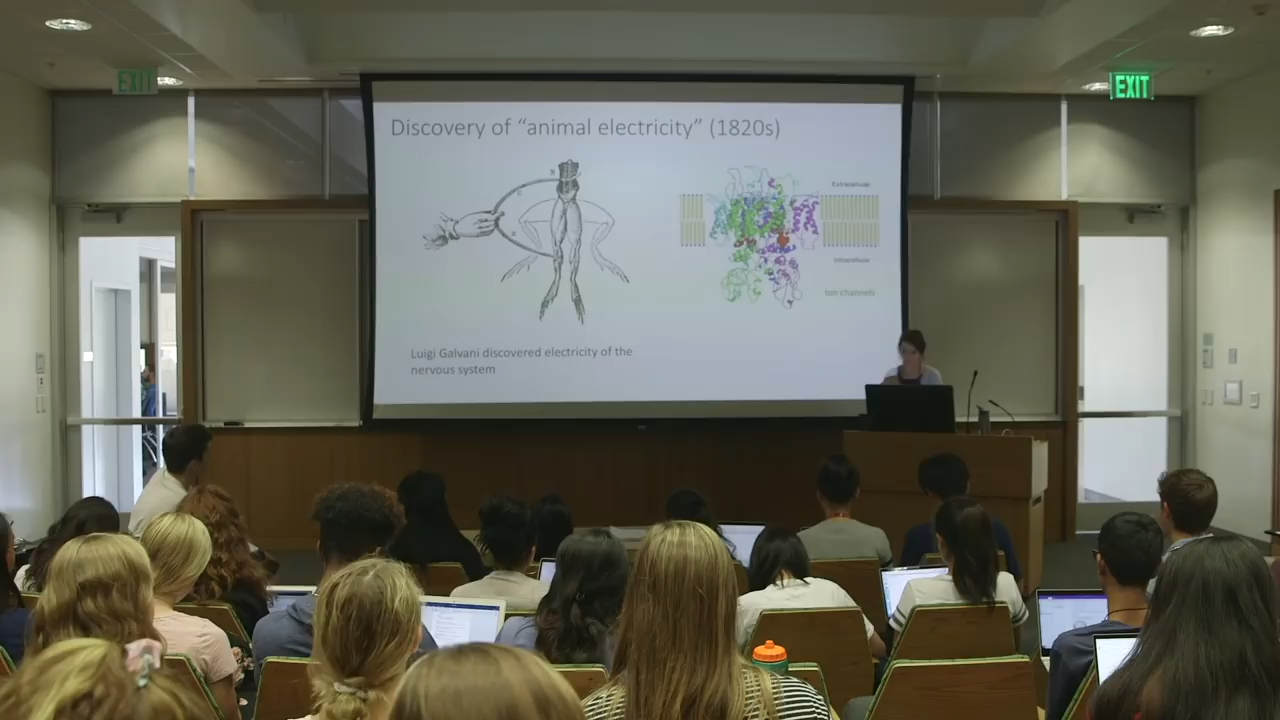 EXIT
EXIT
Discovery of “animal electricity” (1820s)
Extracellular
Intracellular
Ion channels
Luigi Galvani discovered electricity of the
nervous system